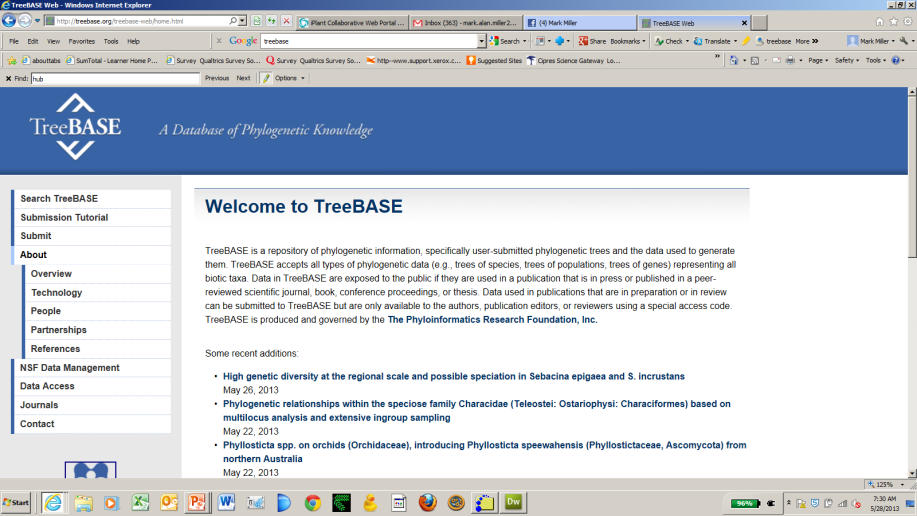 TreeBASE Web - Windows Internet Explorer
http://treebase.org/treebase-web/home.html
iPlant Collaborative Web Portal ...
Inbox (363) - mark.alan.miller2...
(4) Mark Miller
TreeBASE Web
File Edit View Favorites Tools Help
x Google treebase Search Share Bookmarks Check Translate treebase More >> Mark Miller
abouttabs SumTotal - Learner Home P... Survey Qualtrics Survey So... Survey Qualtrics Survey So... http--www.support.xerox.c... Suggested Sites Cipres Science Gateway Lo... Page Safety Tools
x Find: hub Previous Next Options
TreeBASE
A Database of Phylogenetic Knowledge
Search TreeBASE
Submission Tutorial
Submit
About
Overview
Technology
People
Partnerships
References
NSF Data Management
Data Access
Journals
Contact
Welcome to TreeBASE
TreeBASE is a repository of phylogenetic information, specifically user-submitted phylogenetic trees and the data used to generate
them. TreeBASE accepts all types of phylogenetic data (e.g., trees of species, trees of populations, trees of genes) representing all
biotic taxa. Data in TreeBASE are exposed to the public if they are used in a publication that is in press or published in a peer-
reviewed scientific journal, book, conference proceedings, or thesis. Data used in publications that are in preparation or in review
can be submitted to TreeBASE but are only available to the authors, publication editors, or reviewers using a special access code.
TreeBASE is produced and governed by the The Phyloinformatics Research Foundation, Inc.
Some recent additions:
• High genetic diversity at the regional scale and possible speciation in Sebacina epigaea and S. incrustans
May 26, 2013
• Phylogenetic relationships within the speciose family Characidae (Teleostei: Ostariophysi: Characiformes) based on
multilocus analysis and extensive ingroup sampling
May 22, 2013
• Phyllosticta spp. on orchids (Orchidaceae), introducing Phyllosticta speewahensis (Phyllostictaceae, Ascomycota) from
northern Australia
May 22, 2013
125%
Start
Dw
96%
7:30 AM
5/28/2013